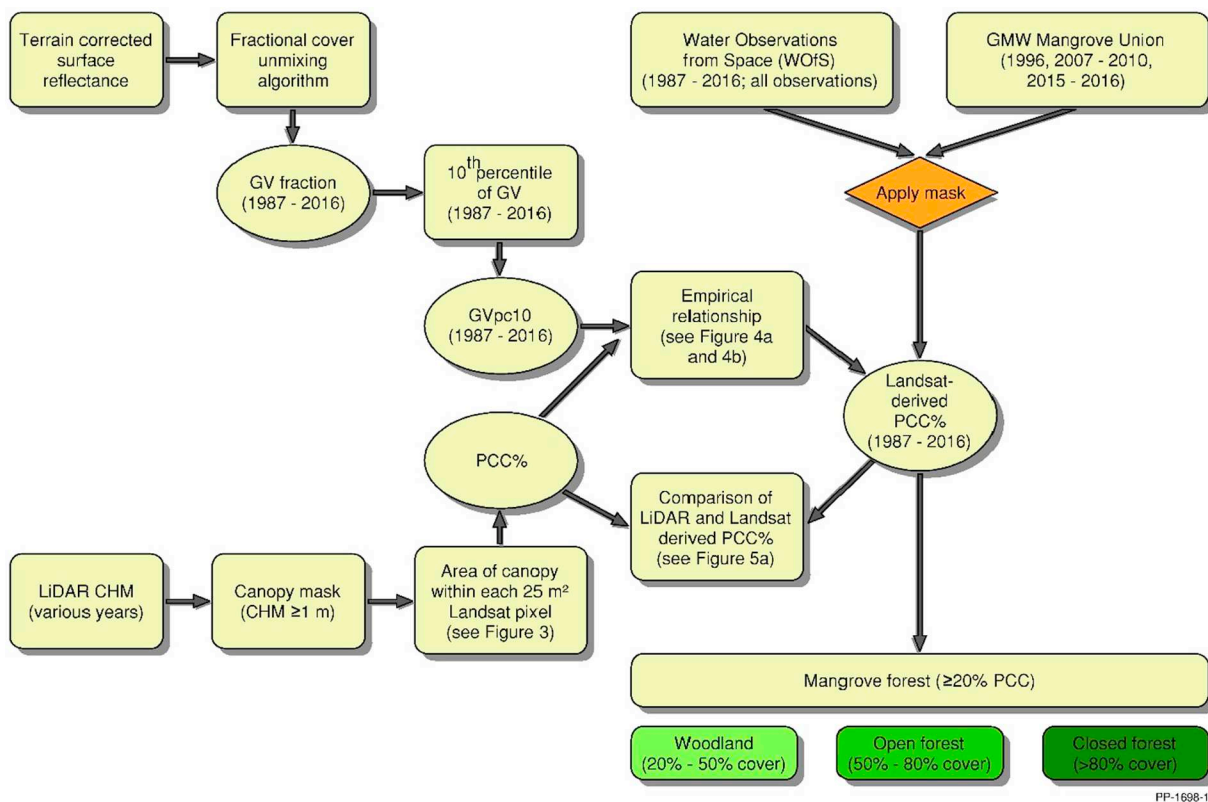 Terrain corrected
surface
reflectance
Fractional cover
unmixing
algorithm
Water Observations
from Space (WOfS)
(1987 - 2016; all observations)
GMW Mangrove Union
(1996, 2007 - 2010,
2015 - 2016)
GV fraction
(1987 - 2016)
10th percentile
of GV
(1987 - 2016)
Apply mask
GVpc10
(1987 - 2016)
Empirical
relationship
(see Figure 4a
and 4b)
Landsat-
derived
PCC%
(1987 - 2016)
PCC%
Comparison of
LiDAR and Landsat
derived PCC%
(see Figure 5a)
LiDAR CHM
(various years)
Canopy mask
(CHM ≥1 m)
Area of canopy
within each 25 m²
Landsat pixel
(see Figure 3)
Mangrove forest (≥20% PCC)
Woodland
(20% - 50% cover)
Open forest
(50% - 80% cover)
Closed forest
(>80% cover)
PP-1698-1